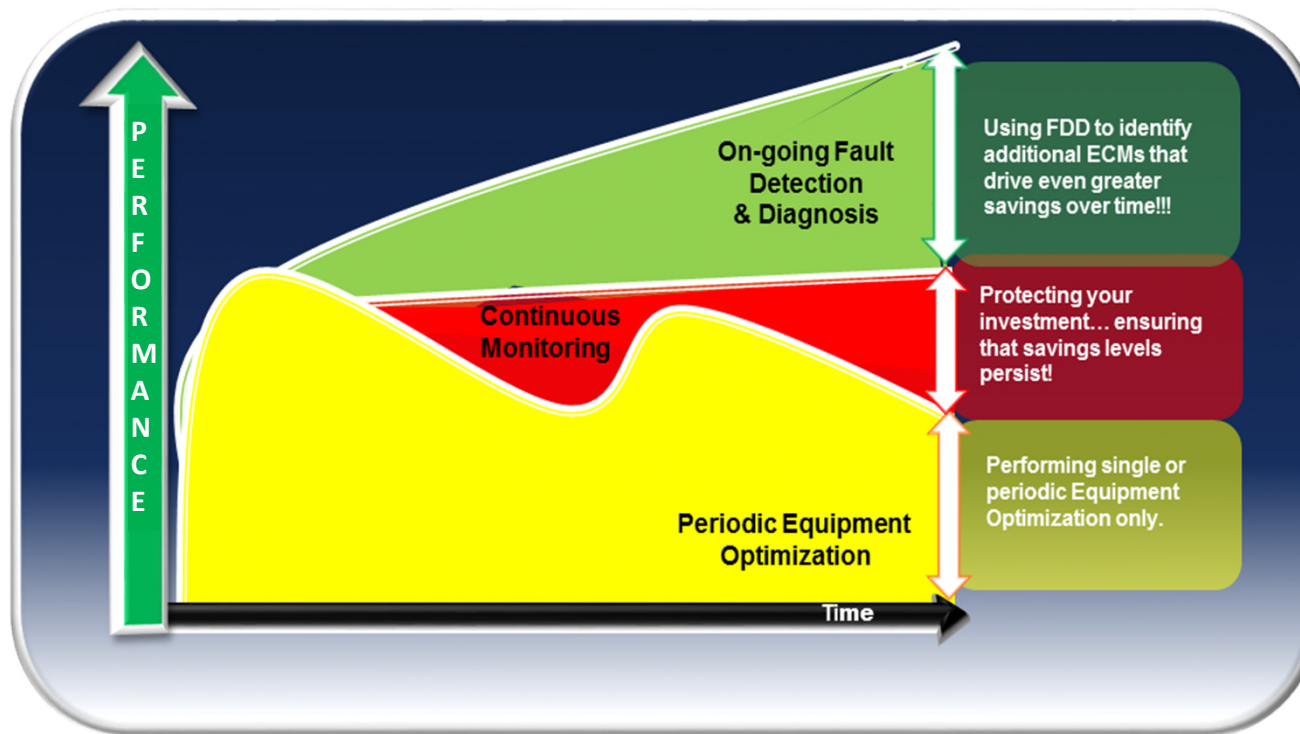 PERFORMANCE
On-going Fault
Detection
& Diagnosis
Using FDD to identify
additional ECMs that
drive even greater
savings over time!!!
Continuous
Monitoring
Protecting your
investment... ensuring
that savings levels
persist!
Periodic Equipment
Optimization
Performing single or
periodic Equipment
Optimization only.
Time